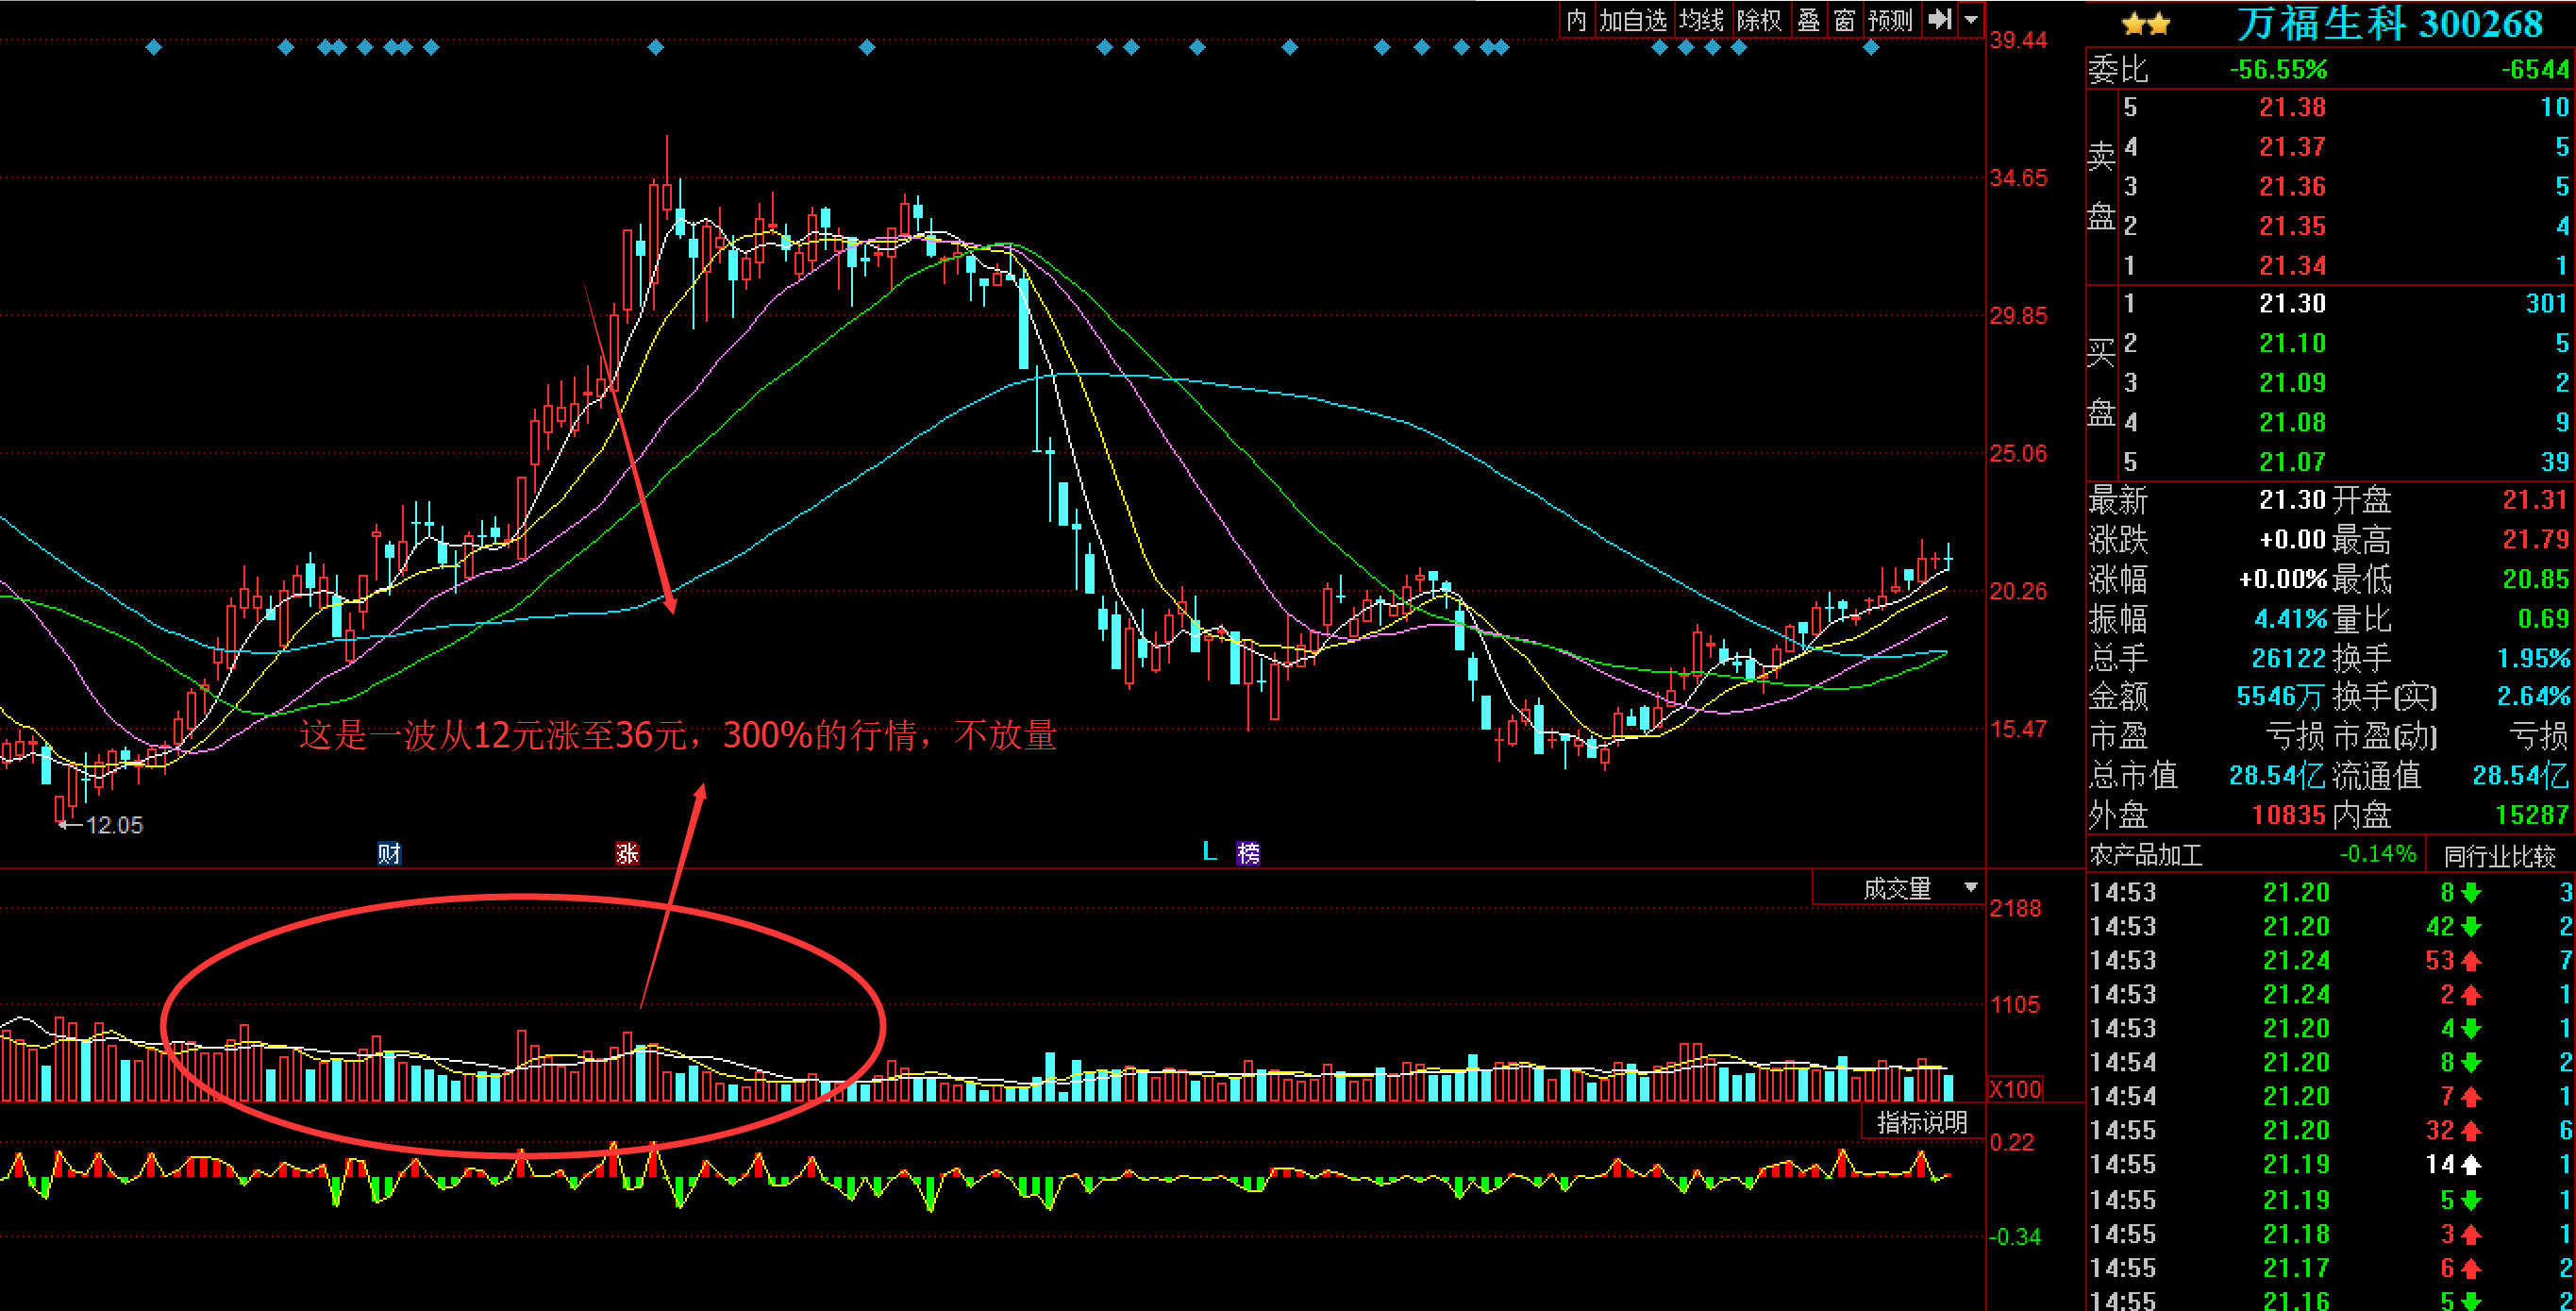 内 加自选 均线 除权 叠 窗 预测
39.44
34.65
29.85
25.06
20.26
15.47
这是一波从12元涨至36元，300%的行情，不放量
12.05
财 涨 L 榜
成交量
2188
1105
X100
指标说明
0.22
-0.34
万福生科 300268
委比 -56.55% -6544
卖盘
5 21.38 10
4 21.37 5
3 21.36 5
2 21.35 4
1 21.34 1
买盘
1 21.30 301
2 21.10 5
3 21.09 2
4 21.08 9
5 21.07 39
最新 21.30 开盘 21.31
涨跌 +0.00 最高 21.79
涨幅 +0.00% 最低 20.85
振幅 4.41% 量比 0.69
总手 26122 换手 1.95%
金额 5546万 换手(实) 2.64%
市盈 亏损 市盈(动) 亏损
总市值 28.54亿 流通值 28.54亿
外盘 10835 内盘 15287
农产品加工 -0.14% 同行业比较
14:53 21.20 8 3
14:53 21.20 42 2
14:53 21.24 53 7
14:53 21.24 2 1
14:53 21.20 4 1
14:54 21.20 8 2
14:54 21.20 7 1
14:55 21.20 32 6
14:55 21.19 14 1
14:55 21.19 5 1
14:55 21.18 3 1
14:55 21.17 6 2
14:55 21.16 5 2